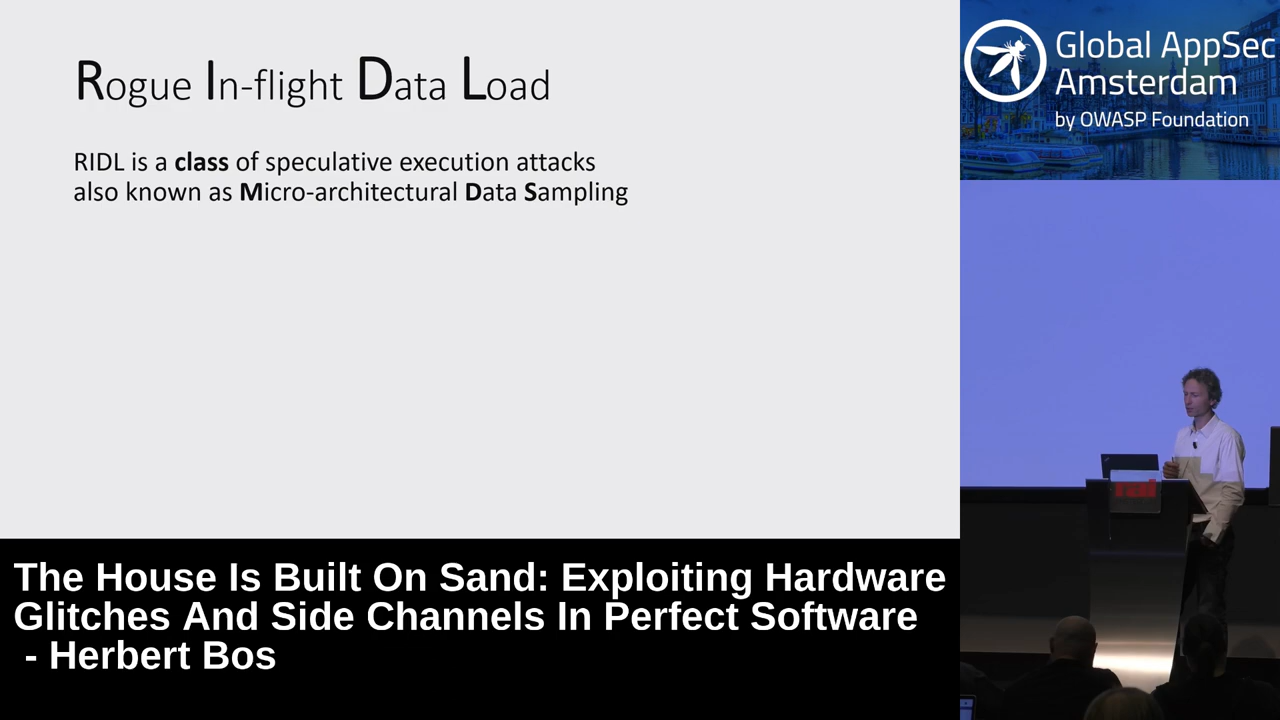 Rogue In-flight Data Load
RIDL is a class of speculative execution attacks
also known as Micro-architectural Data Sampling
Global AppSec
Amsterdam
by OWASP Foundation
rai
The House Is Built On Sand: Exploiting Hardware
Glitches And Side Channels In Perfect Software
- Herbert Bos